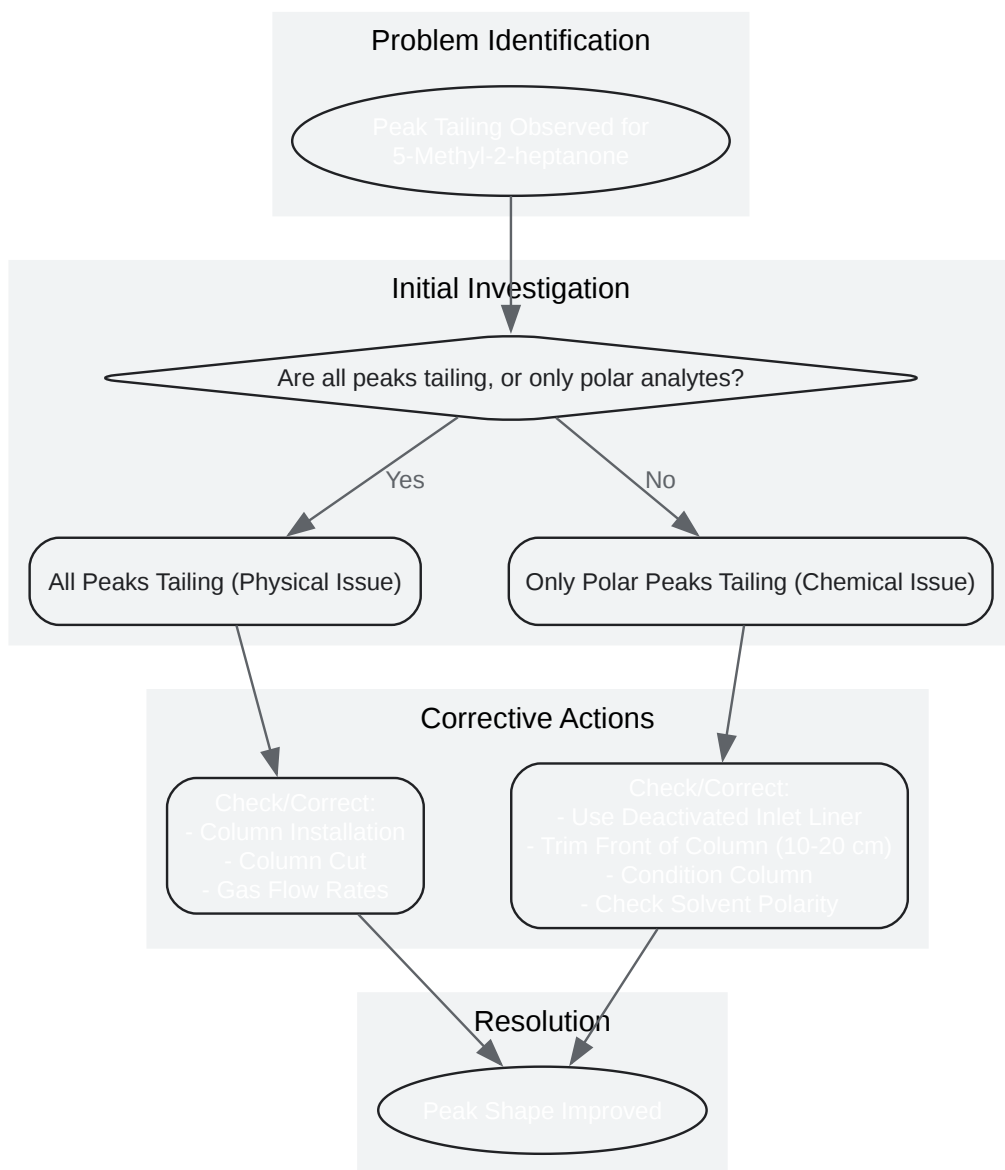 Problem Identification
Peak Tailing Observed for
5-Methyl-2-heptanone
Initial Investigation
Are all peaks tailing, or only polar analytes?
Yes
No
All Peaks Tailing (Physical Issue)
Only Polar Peaks Tailing (Chemical Issue)
Corrective Actions
Check/Correct:
- Column Installation
- Column Cut
- Gas Flow Rates
Check/Correct:
- Use Deactivated Inlet Liner
- Trim Front of Column (10-20 cm)
- Condition Column
- Check Solvent Polarity
Resolution
Peak Shape Improved